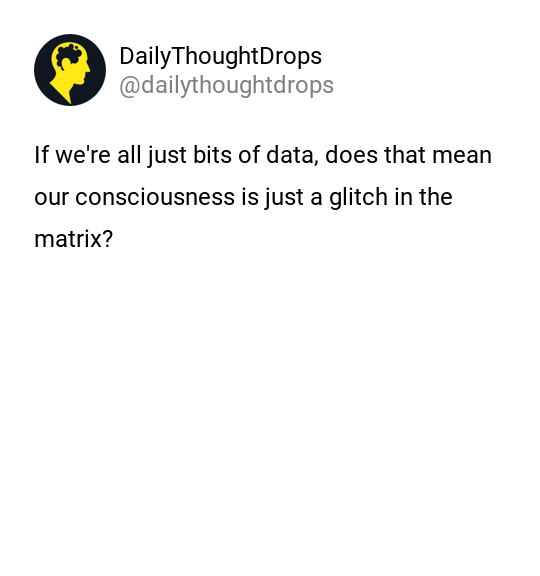 DailyThoughtDrops
@dailythoughtdrops
If we're all just bits of data, does that mean
our consciousness is just a glitch in the
matrix?